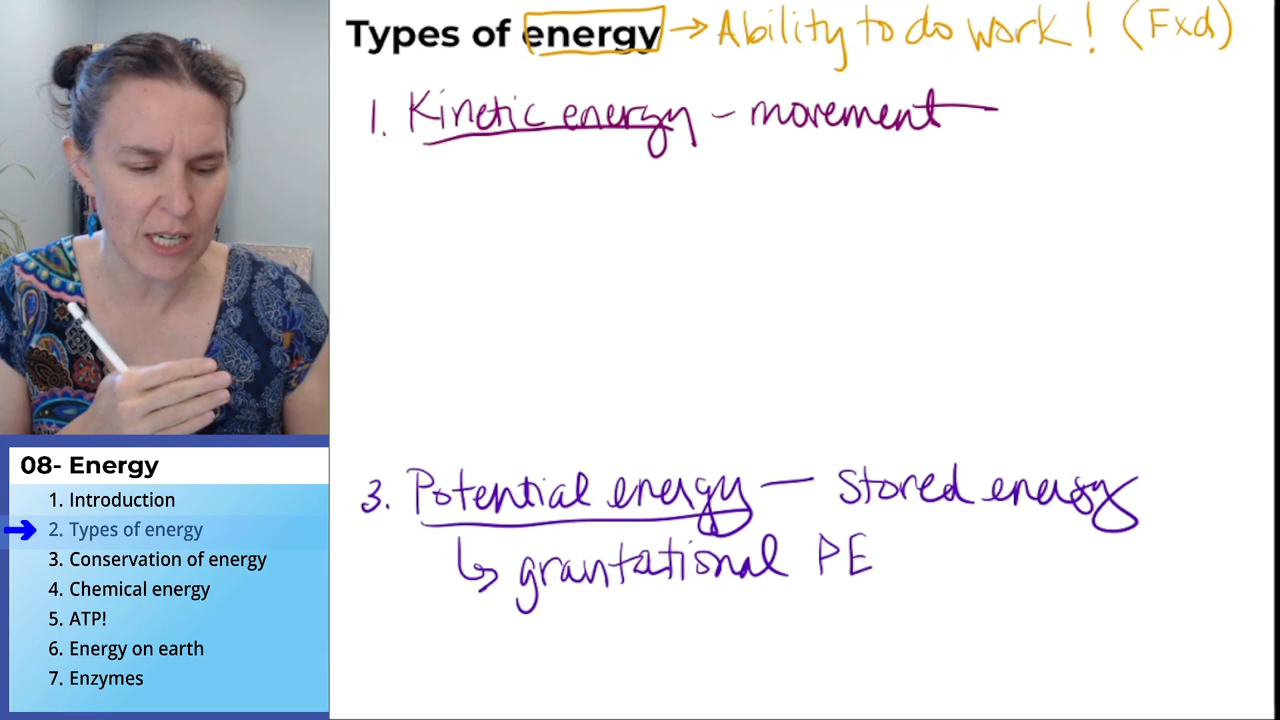 Types of energy → Ability to do work! (Fxd)
1. Kinetic energy - movement
3. Potential energy — Stored energy
↳ gravitational PE
08- Energy
1. Introduction
2. Types of energy
3. Conservation of energy
4. Chemical energy
5. ATP!
6. Energy on earth
7. Enzymes